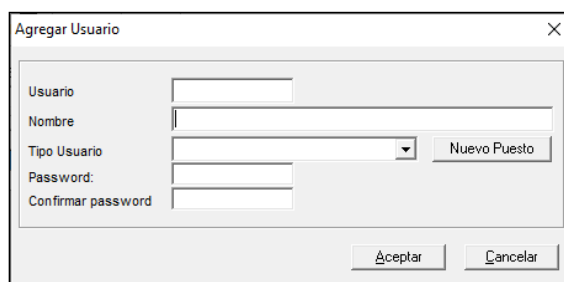 Agregar Usuario
Usuario
Nombre
Tipo Usuario
Nuevo Puesto
Password:
Confirmar password
Aceptar
Cancelar